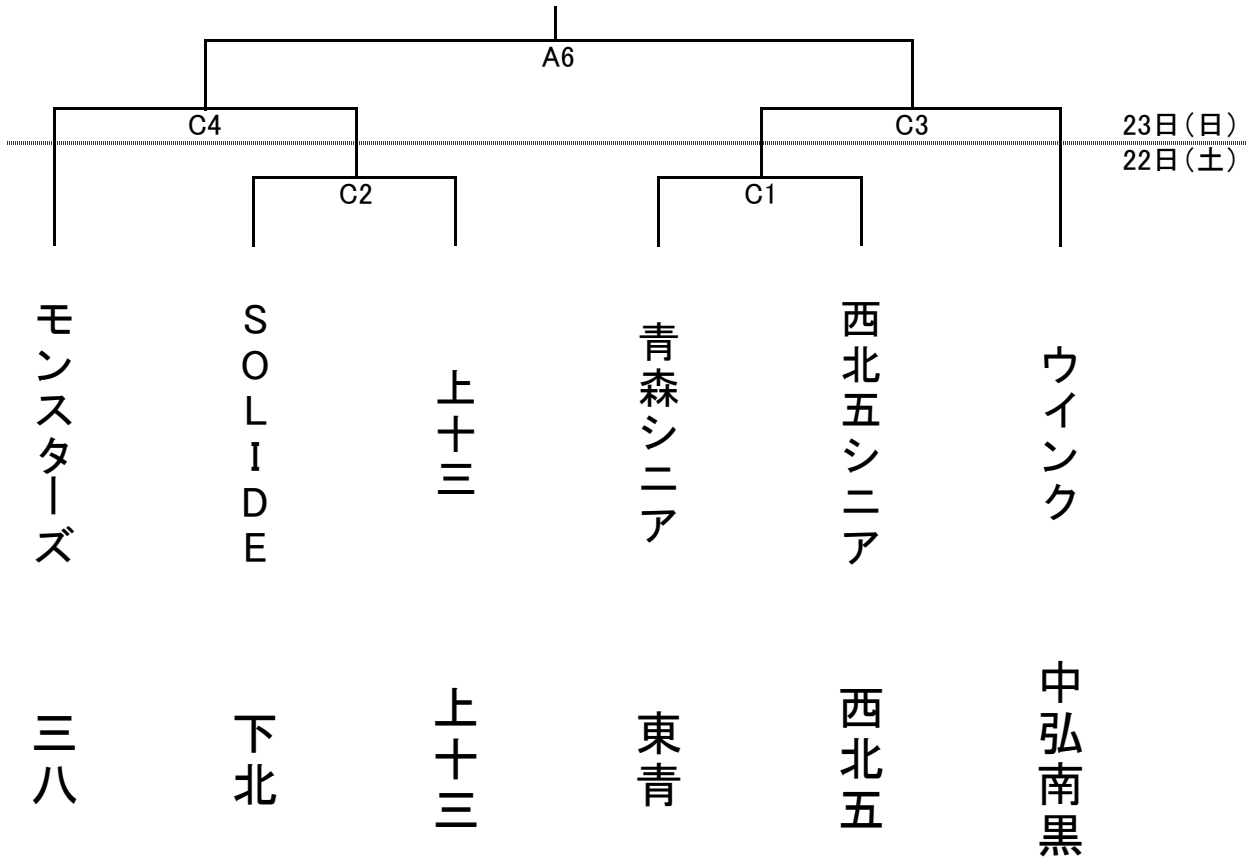 A6
C4
C3
23日（日）
22日（土）
C2
C1
モンスターズ
SOLIDE
上十三
青森シニア
西北五シニア
ウインク
三八
下北
上十三
東青
西北五
中弘南黒